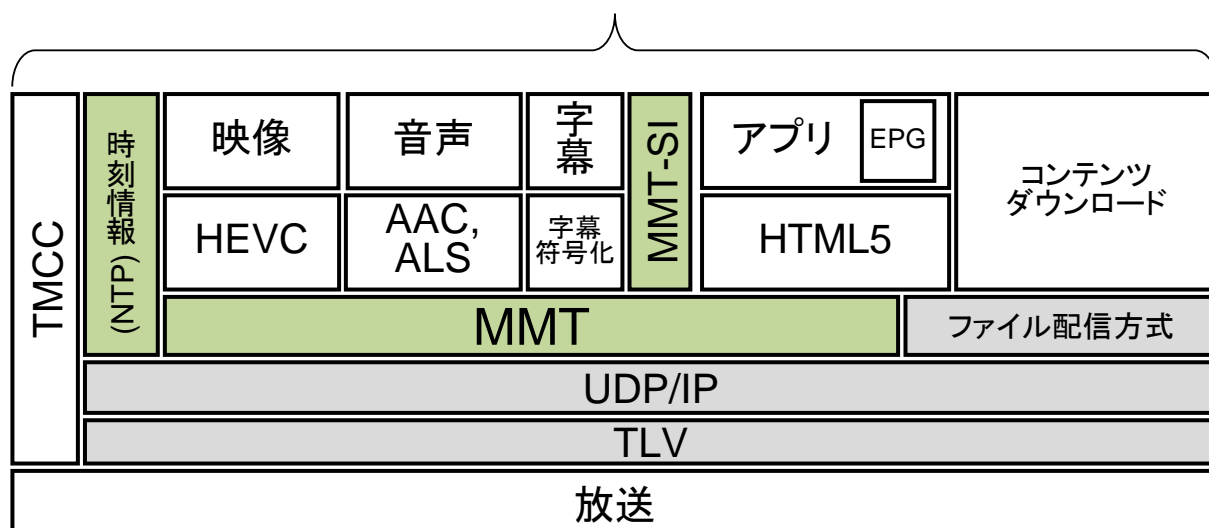 TMCC
時刻情報 (NTP)
映像
音声
字幕
MMT-SI
アプリ
EPG
コンテンツ
ダウンロード
HEVC
AAC,
ALS
字幕
符号化
HTML5
MMT
ファイル配信方式
UDP/IP
TLV
放送